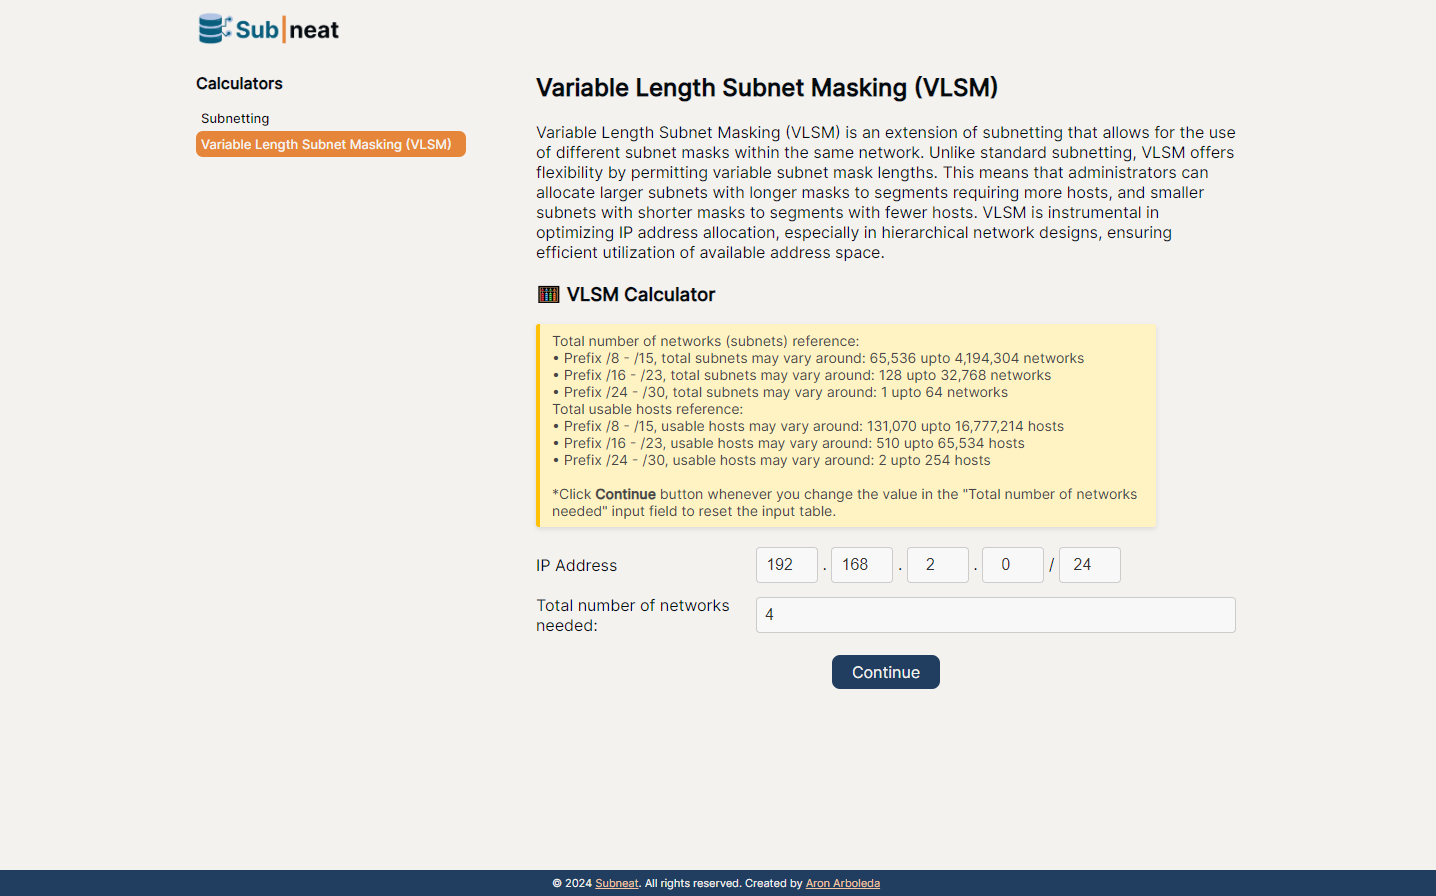 Sub|neat
Calculators
Subnetting
Variable Length Subnet Masking (VLSM)
Variable Length Subnet Masking (VLSM)
Variable Length Subnet Masking (VLSM) is an extension of subnetting that allows for the use
of different subnet masks within the same network. Unlike standard subnetting, VLSM offers
flexibility by permitting variable subnet mask lengths. This means that administrators can
allocate larger subnets with longer masks to segments requiring more hosts, and smaller
subnets with shorter masks to segments with fewer hosts. VLSM is instrumental in
optimizing IP address allocation, especially in hierarchical network designs, ensuring
efficient utilization of available address space.
VLSM Calculator
Total number of networks (subnets) reference:
• Prefix /8 - /15, total subnets may vary around: 65,536 upto 4,194,304 networks
• Prefix /16 - /23, total subnets may vary around: 128 upto 32,768 networks
• Prefix /24 - /30, total subnets may vary around: 1 upto 64 networks
Total usable hosts reference:
• Prefix /8 - /15, usable hosts may vary around: 131,070 upto 16,777,214 hosts
• Prefix /16 - /23, usable hosts may vary around: 510 upto 65,534 hosts
• Prefix /24 - /30, usable hosts may vary around: 2 upto 254 hosts
*Click Continue button whenever you change the value in the "Total number of networks
needed" input field to reset the input table.
IP Address 192 . 168 . 2 . 0 / 24
Total number of networks
needed:
4
Continue
© 2024 Subneat. All rights reserved. Created by Aron Arboleda